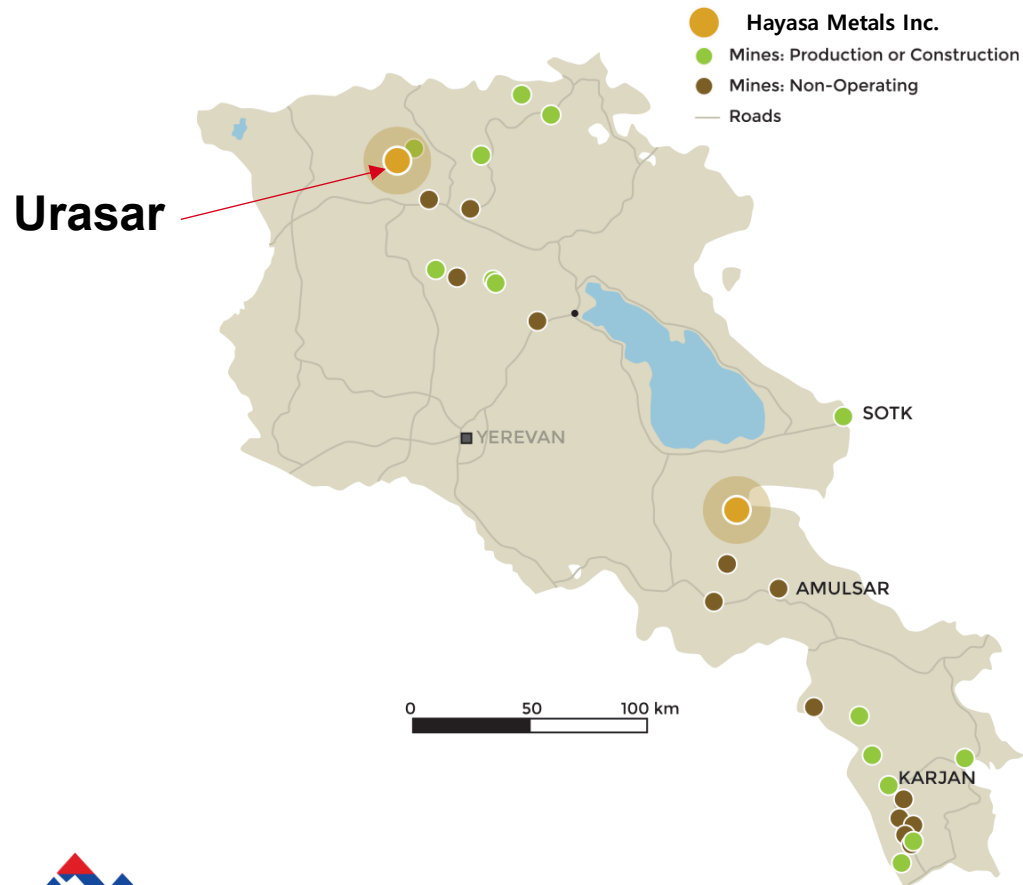 Hayasa Metals Inc.
Mines: Production or Construction
Mines: Non-Operating
Roads
Urasar
SOTK
YEREVAN
AMULSAR
0 50 100 km
KARJAN